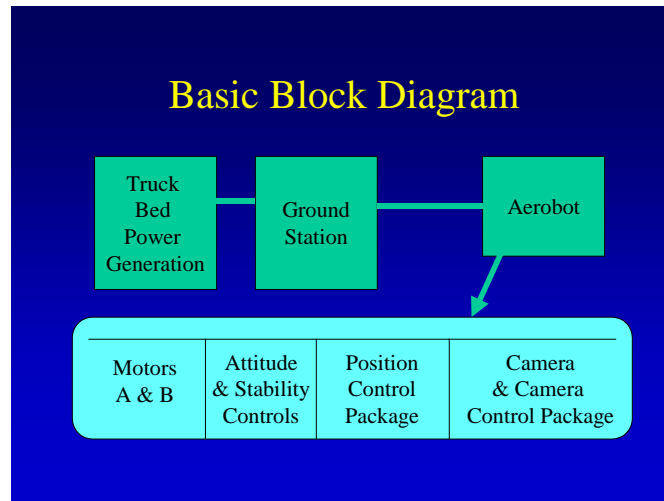 Basic Block Diagram
Truck
Bed
Power
Generation
Ground
Station
Aerobot
Motors
A & B
Attitude
& Stability
Controls
Position
Control
Package
Camera
& Camera
Control Package